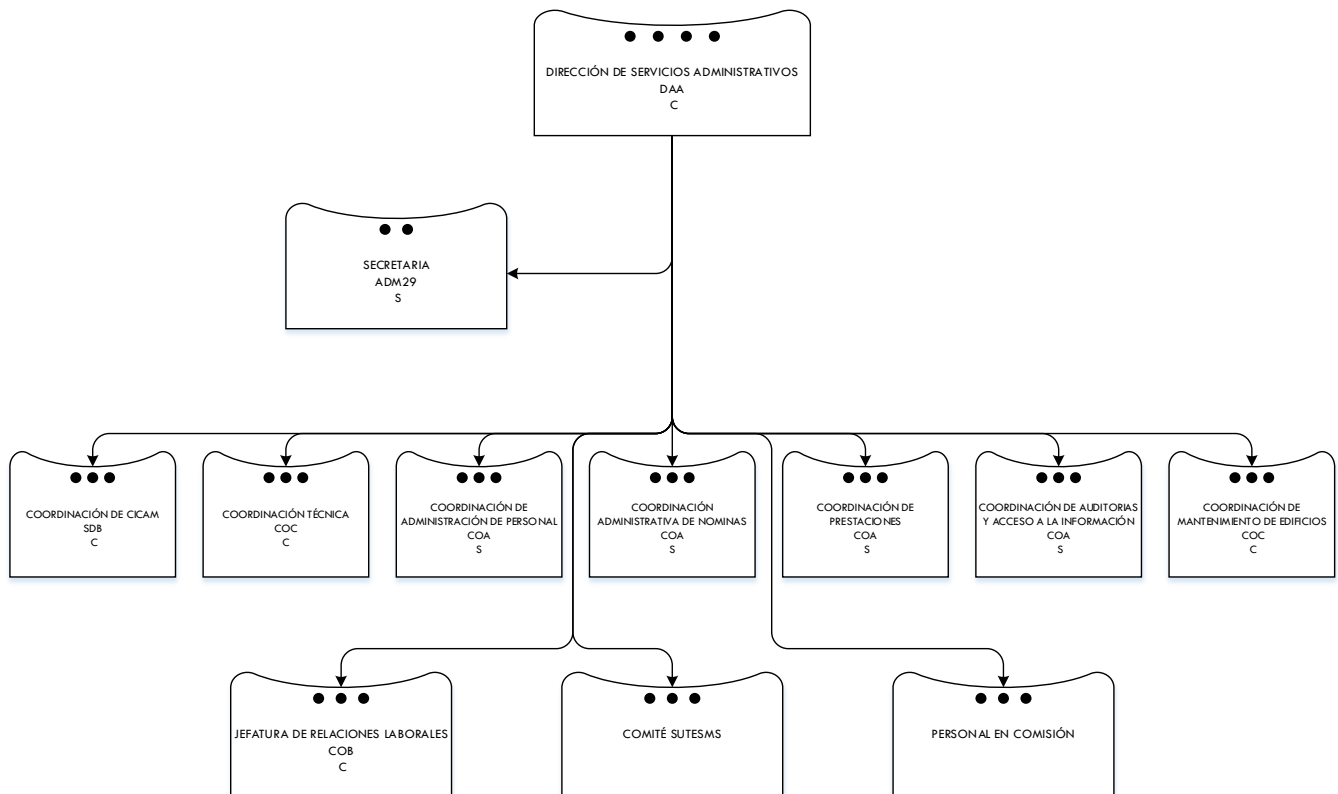 DIRECCIÓN DE SERVICIOS ADMINISTRATIVOS
DAA
C
SECRETARIA
ADM29
S
COORDINACIÓN DE CICAM
SDB
C
COORDINACIÓN TÉCNICA
COC
C
COORDINACIÓN DE
ADMINISTRACIÓN DE PERSONAL
COA
S
COORDINACIÓN
ADMINISTRATIVA DE NOMINAS
COA
S
COORDINACIÓN DE
PRESTACIONES
COA
S
COORDINACIÓN DE AUDITORIAS
Y ACCESO A LA INFORMACIÓN
COA
S
COORDINACIÓN DE
MANTENIMIENTO DE EDIFICIOS
COC
C
JEFATURA DE RELACIONES LABORALES
COB
C
COMITÉ SUTESMS
PERSONAL EN COMISIÓN